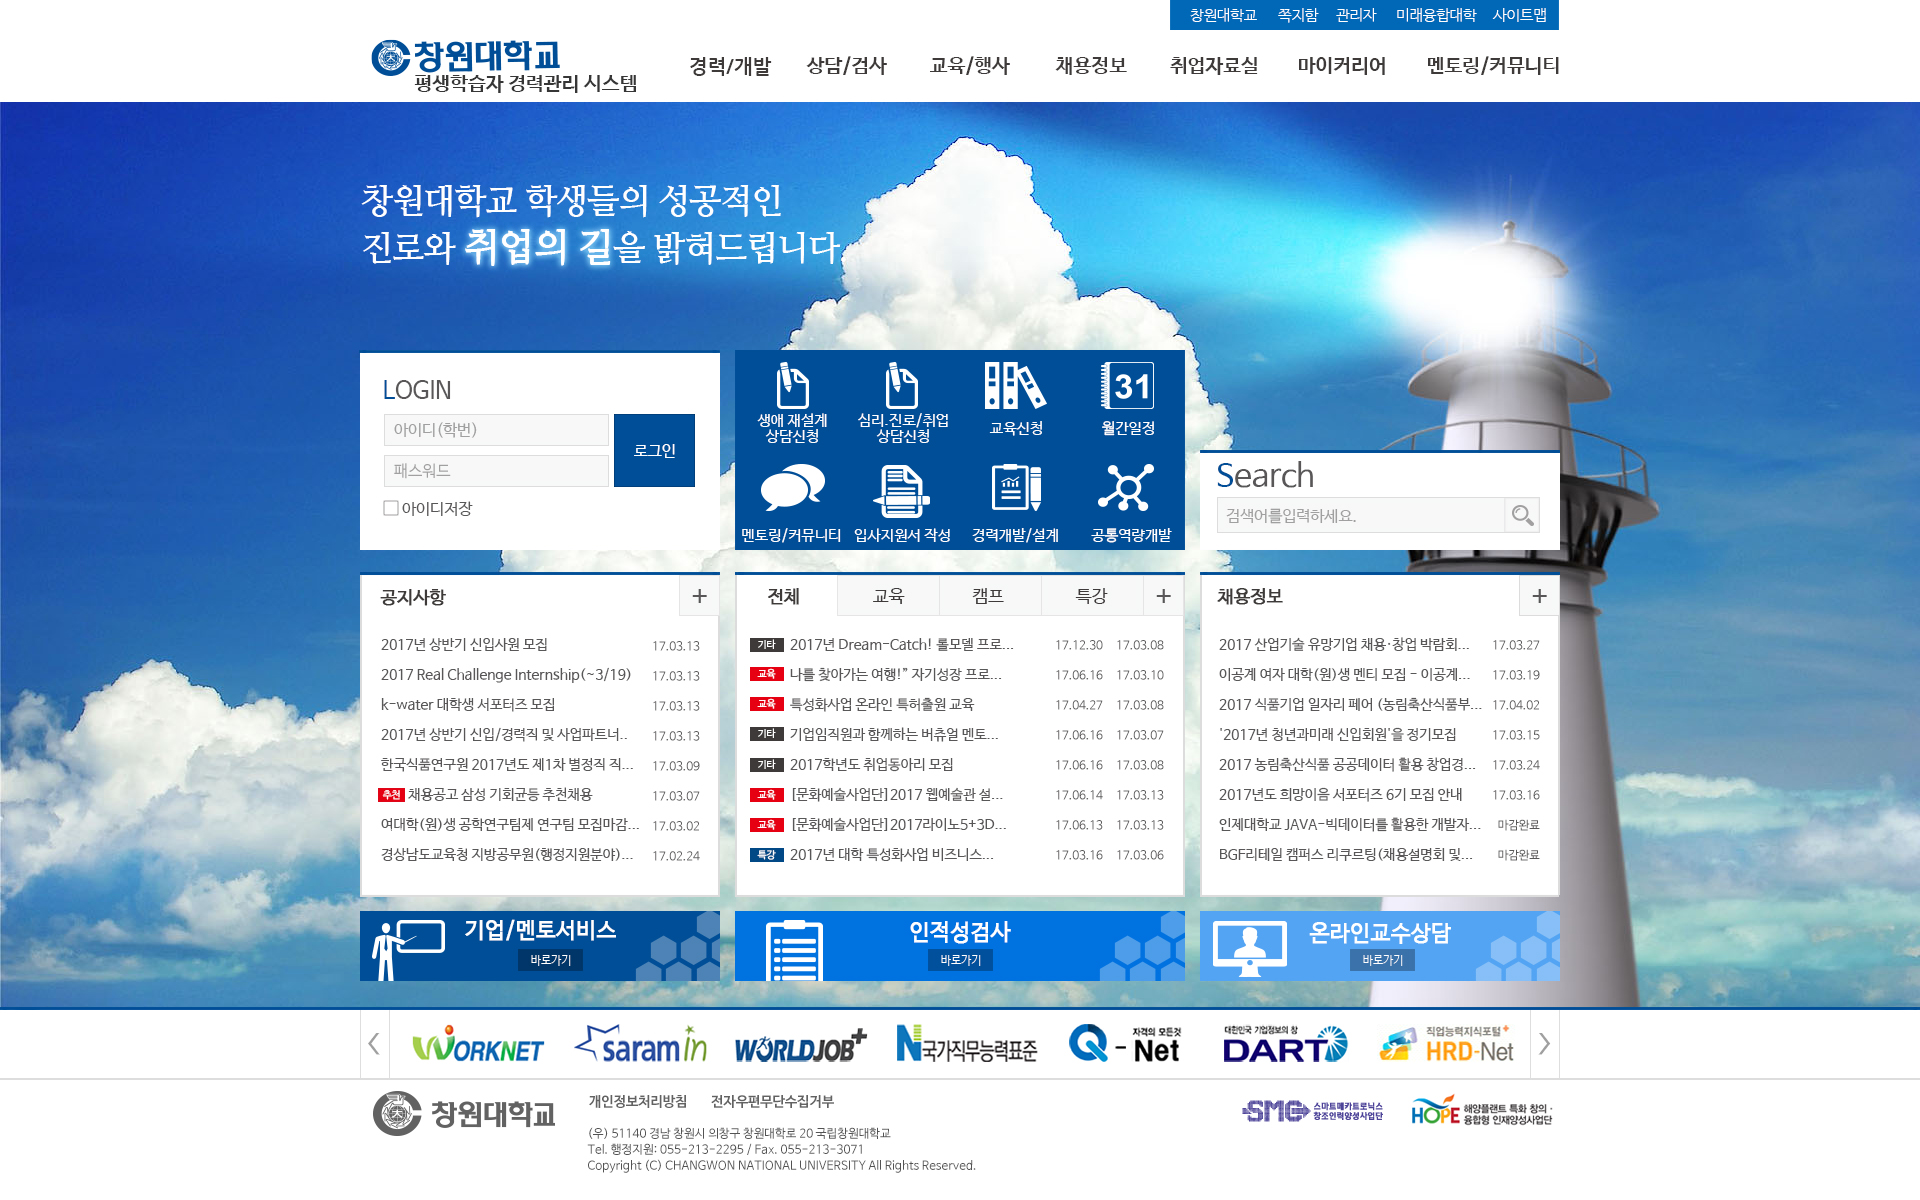 창원대학교 쪽지함 관리자 미래융합대학 사이트맵
창원대학교
평생학습자 경력관리 시스템
경력/개발 상담/검사 교육/행사 채용정보 취업자료실 마이커리어 멘토링/커뮤니티
창원대학교 학생들의 성공적인
진로와 취업의 길을 밝혀드립니다
LOGIN
아이디(학번)
패스워드
로그인
아이디저장
생애 재설계
상담신청
심리.진로/취업
상담신청
교육신청
31
월간일정
멘토링/커뮤니티
입사지원서 작성
경력개발/설계
공통역량개발
Search
검색어를입력하세요.
공지사항 +
2017년 상반기 신입사원 모집 17.03.13
2017 Real Challenge Internship(~3/19) 17.03.13
k-water 대학생 서포터즈 모집 17.03.13
2017년 상반기 신입/경력직 및 사업파트너.. 17.03.13
한국식품연구원 2017년도 제1차 별정직 직... 17.03.09
추천 채용공고 삼성 기회균등 추천채용 17.03.07
여대학(원)생 공학연구팀제 연구팀 모집마감... 17.03.02
경상남도교육청 지방공무원(행정지원분야)... 17.02.24
전체 교육 캠프 특강 +
기타 2017년 Dream-Catch! 롤모델 프로... 17.12.30 17.03.08
교육 나를 찾아가는 여행!” 자기성장 프로... 17.06.16 17.03.10
교육 특성화사업 온라인 특허출원 교육 17.04.27 17.03.08
기타 기업임직원과 함께하는 버츄얼 멘토... 17.06.16 17.03.07
기타 2017학년도 취업동아리 모집 17.06.16 17.03.08
교육 [문화예술사업단]2017 웹예술관 설... 17.06.14 17.03.13
교육 [문화예술사업단]2017라이노5+3D... 17.06.13 17.03.13
특강 2017년 대학 특성화사업 비즈니스... 17.03.16 17.03.06
채용정보 +
2017 산업기술 유망기업 채용·창업 박람회... 17.03.27
이공계 여자 대학(원)생 멘티 모집 - 이공계... 17.03.19
2017 식품기업 일자리 페어 (농림축산식품부... 17.04.02
'2017년 청년과미래 신입회원'을 정기모집 17.03.15
2017 농림축산식품 공공데이터 활용 창업경... 17.03.24
2017년도 희망이음 서포터즈 6기 모집 안내 17.03.16
인제대학교 JAVA-빅데이터를 활용한 개발자... 마감완료
BGF리테일 캠퍼스 리쿠르팅(채용설명회 및... 마감완료
기업/멘토서비스
바로가기
인적성검사
바로가기
온라인교수상담
바로가기
WORKNET
saramin
WORLDJOB+
N국가직무능력표준
자격의 모든것
Q-Net
대한민국 기업정보의 창
DART
직업능력지식포털
HRD-Net
창원대학교
개인정보처리방침 전자우편무단수집거부
(우) 51140 경남 창원시 의창구 창원대학로 20 국립창원대학교
Tel. 행정지원: 055-213-2295 / Fax. 055-213-3071
Copyright (C) CHANGWON NATIONAL UNIVERSITY All Rights Reserved.
SMC 스마트메카트로닉스
창조인력양성사업단
HOPE 해양플랜트 특화 창의·
융합형 인재양성사업단